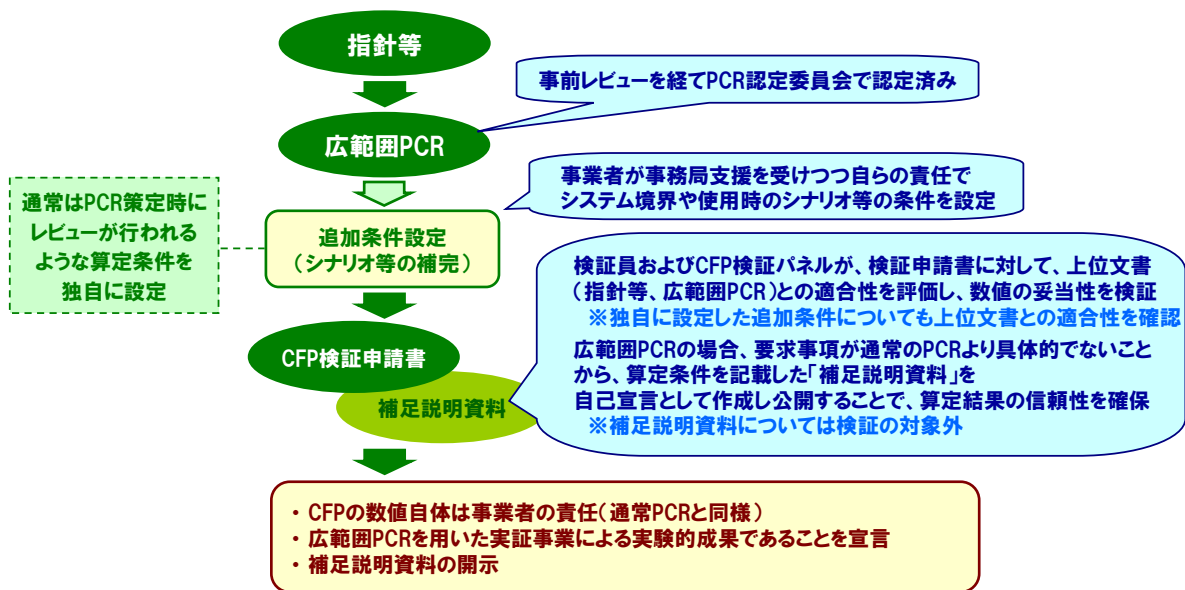 指針等
事前レビューを経てPCR認定委員会で認定済み
広範囲PCR
事業者が事務局支援を受けつつ自らの責任で
システム境界や使用時のシナリオ等の条件を設定
通常はPCR策定時に
レビューが行われる
ような算定条件を
独自に設定
追加条件設定
（シナリオ等の補完）
検証員およびCFP検証パネルが、検証申請書に対して、上位文書
（指針等、広範囲PCR）との適合性を評価し、数値の妥当性を検証
※独自に設定した追加条件についても上位文書との適合性を確認
広範囲PCRの場合、要求事項が通常のPCRより具体的でないこと
から、算定条件を記載した「補足説明資料」を
自己宣言として作成し公開することで、算定結果の信頼性を確保
※補足説明資料については検証の対象外
CFP検証申請書
補足説明資料
・ CFPの数値自体は事業者の責任（通常PCRと同様）
・ 広範囲PCRを用いた実証事業による実験的成果であることを宣言
・ 補足説明資料の開示